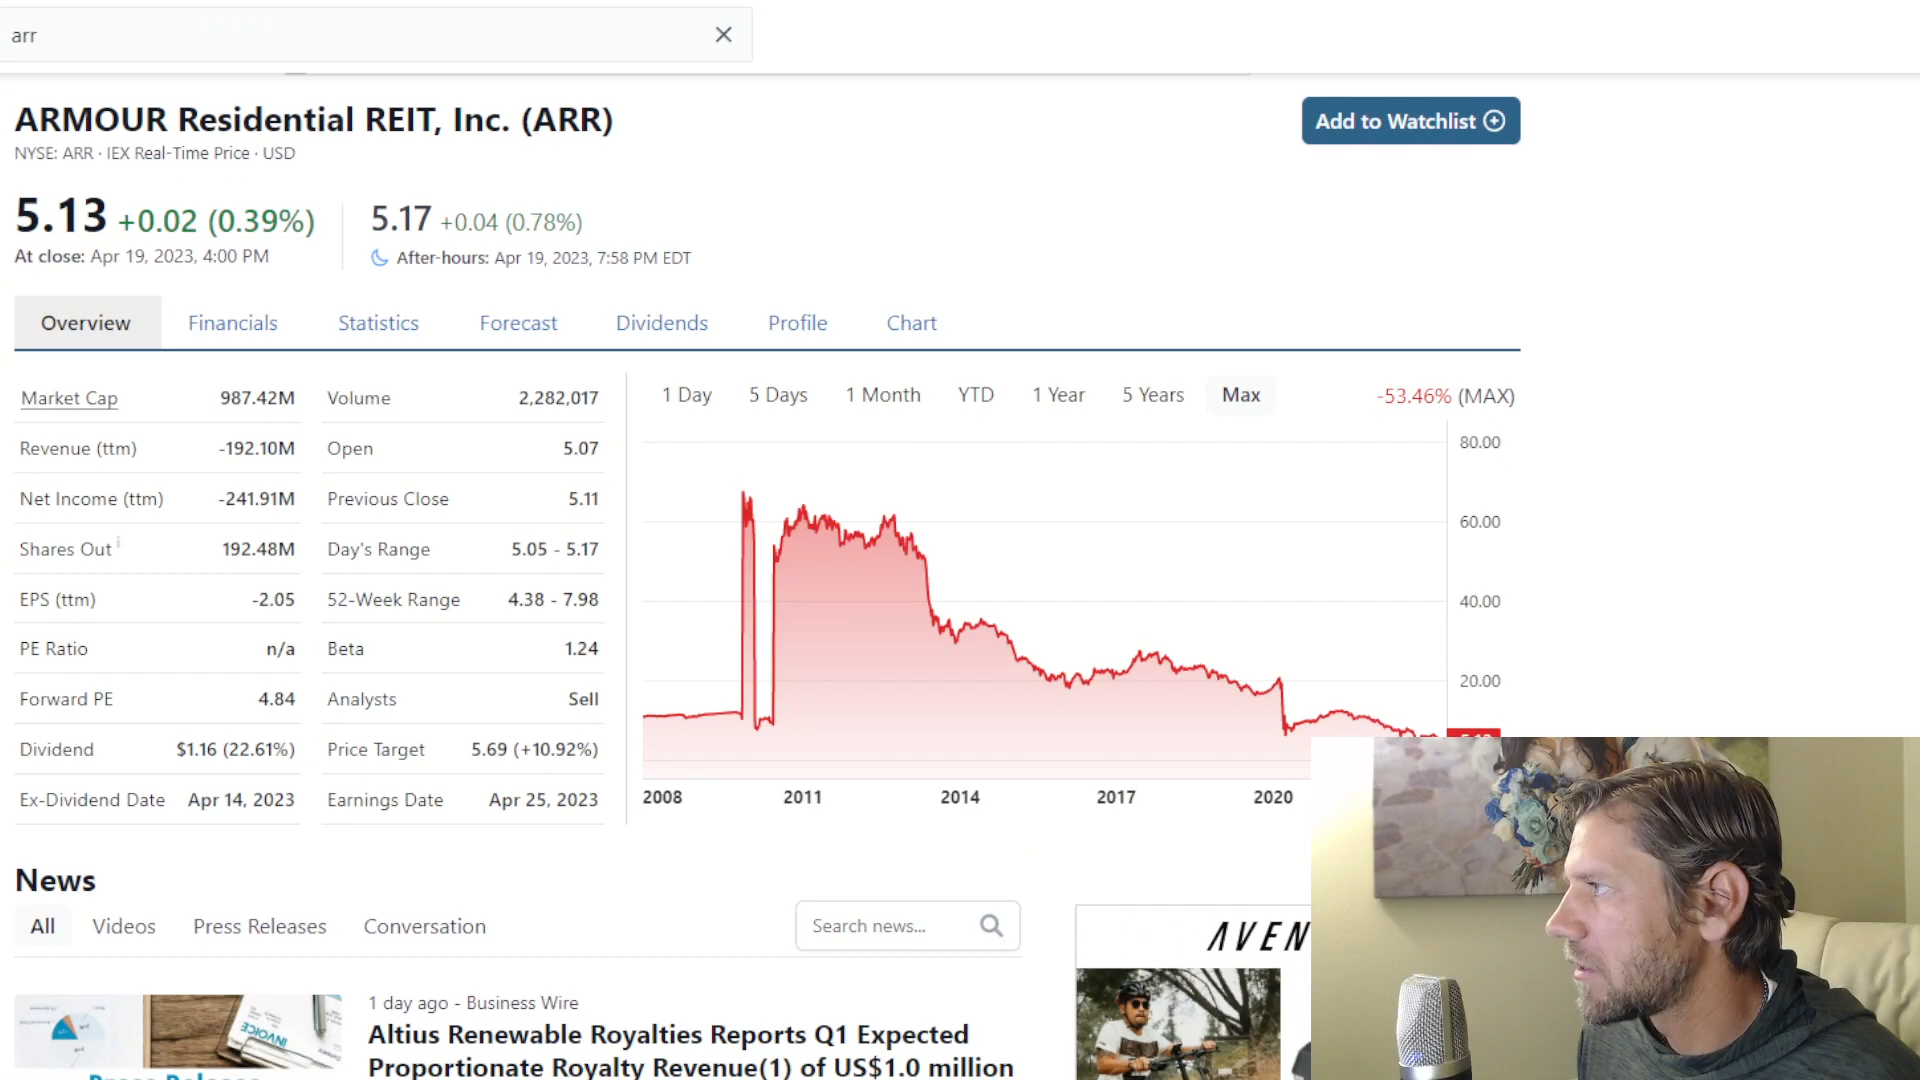 arr
ARMOUR Residential REIT, Inc. (ARR)
Add to Watchlist
NYSE: ARR · IEX Real-Time Price · USD
5.13 +0.02 (0.39%)
5.17 +0.04 (0.78%)
At close: Apr 19, 2023, 4:00 PM
After-hours: Apr 19, 2023, 7:58 PM EDT
Overview Financials Statistics Forecast Dividends Profile Chart
Market Cap 987.42M Volume 2,282,017
Revenue (ttm) -192.10M Open 5.07
Net Income (ttm) -241.91M Previous Close 5.11
Shares Out i 192.48M Day's Range 5.05 - 5.17
EPS (ttm) -2.05 52-Week Range 4.38 - 7.98
PE Ratio n/a Beta 1.24
Forward PE 4.84 Analysts Sell
Dividend $1.16 (22.61%) Price Target 5.69 (+10.92%)
Ex-Dividend Date Apr 14, 2023 Earnings Date Apr 25, 2023
1 Day 5 Days 1 Month YTD 1 Year 5 Years Max -53.46% (MAX)
80.00
60.00
40.00
20.00
2008 2011 2014 2017 2020
News
All Videos Press Releases Conversation
Search news...
AVEN
INVOICE
1 day ago - Business Wire
Altius Renewable Royalties Reports Q1 Expected
Proportionate Royalty Revenue(1) of US$1.0 million